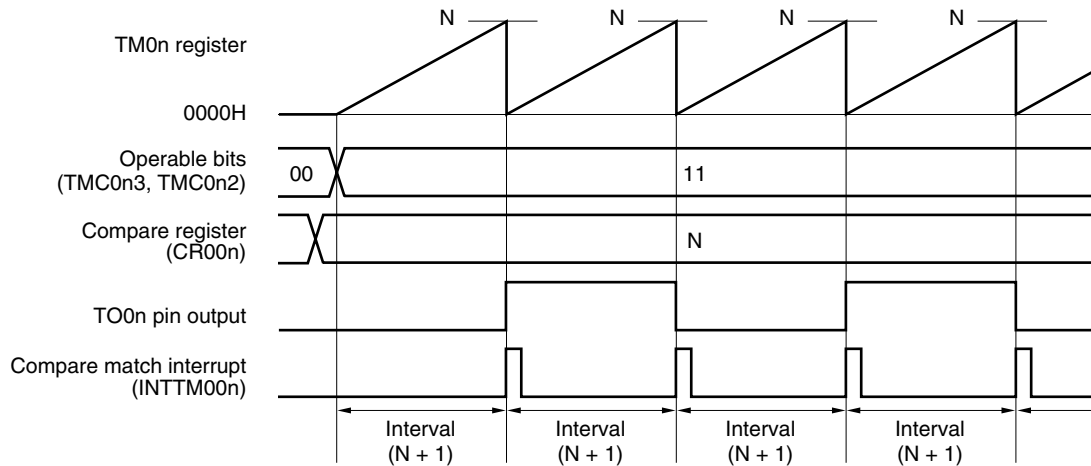 N N N N
TM0n register
0000H
Operable bits
(TMC0n3, TMC0n2)
00 11
Compare register
(CR00n)
N
TO0n pin output
Compare match interrupt
(INTTM00n)
Interval
(N + 1)
Interval
(N + 1)
Interval
(N + 1)
Interval
(N + 1)